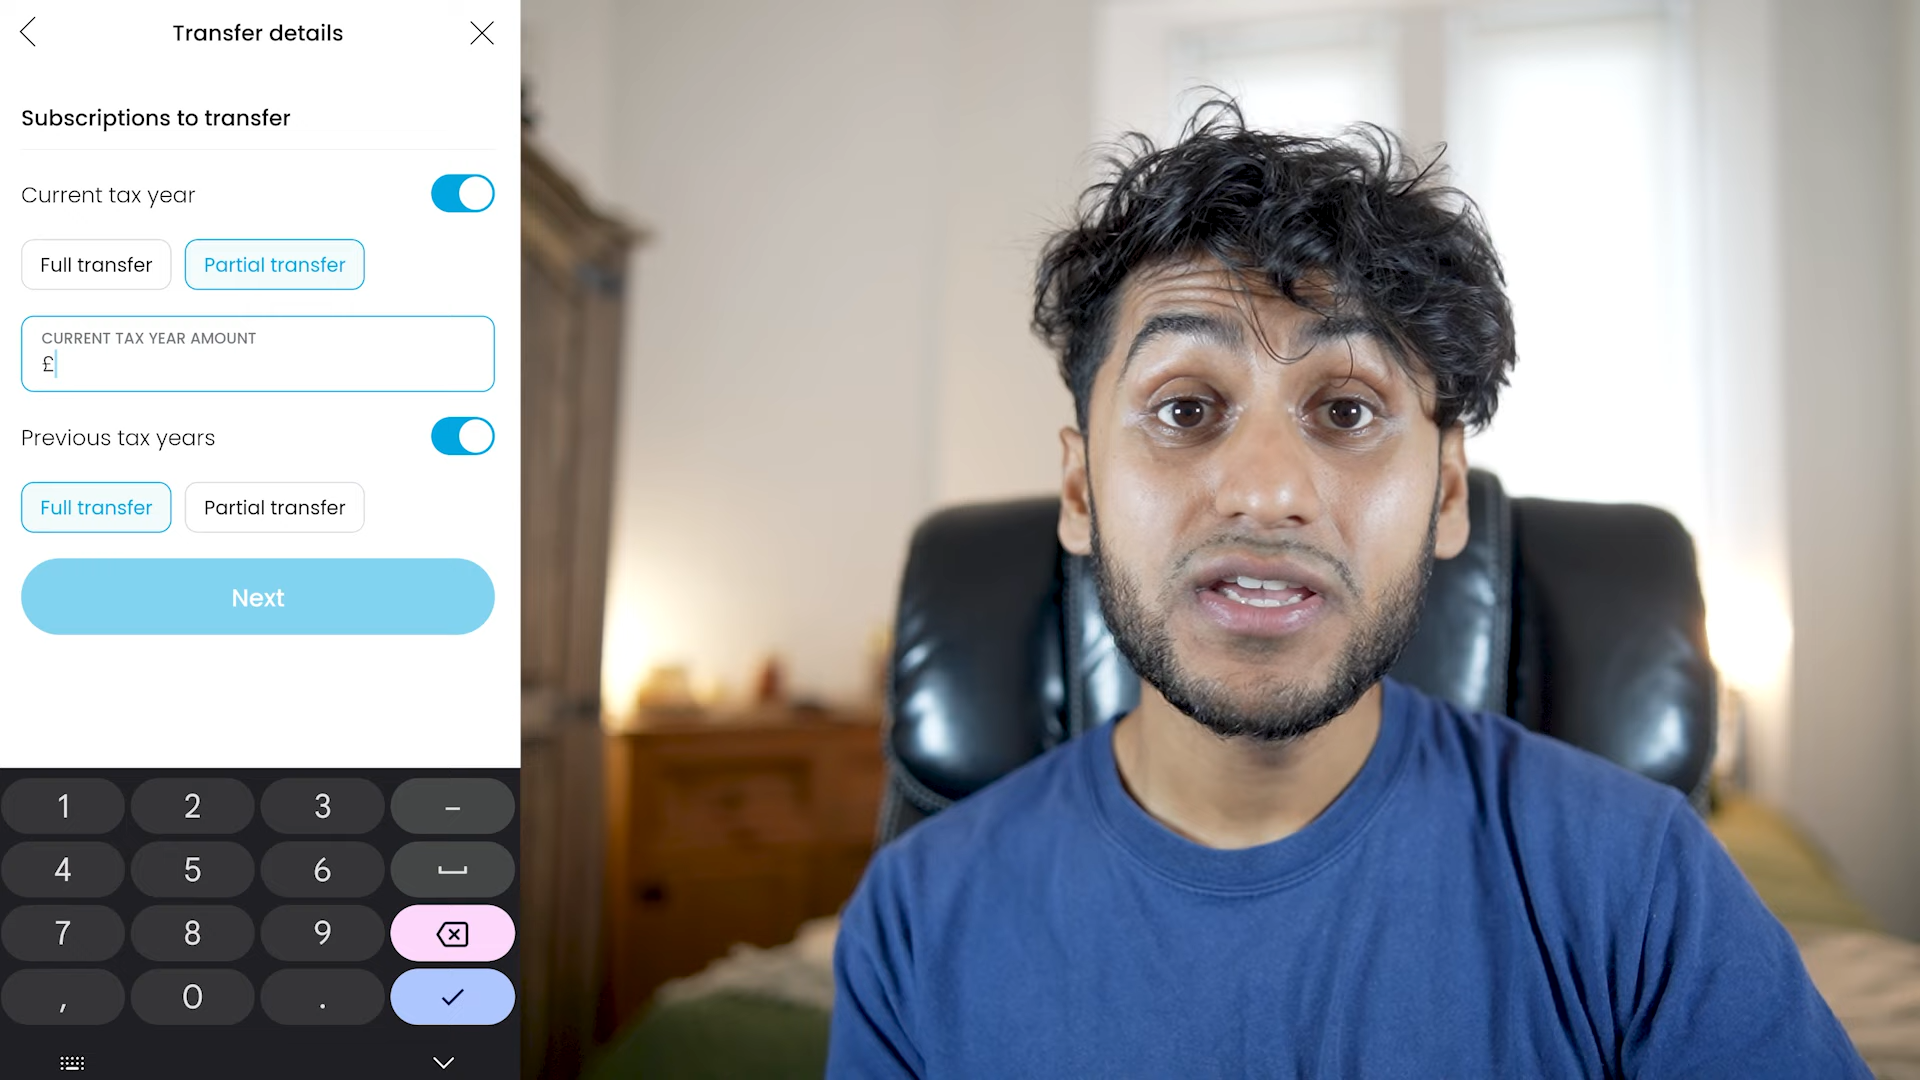 Transfer details
Subscriptions to transfer
Current tax year
Full transfer Partial transfer
CURRENT TAX YEAR AMOUNT
£
Previous tax years
Full transfer Partial transfer
Next
1 2 3 –
4 5 6
7 8 9
, 0 .